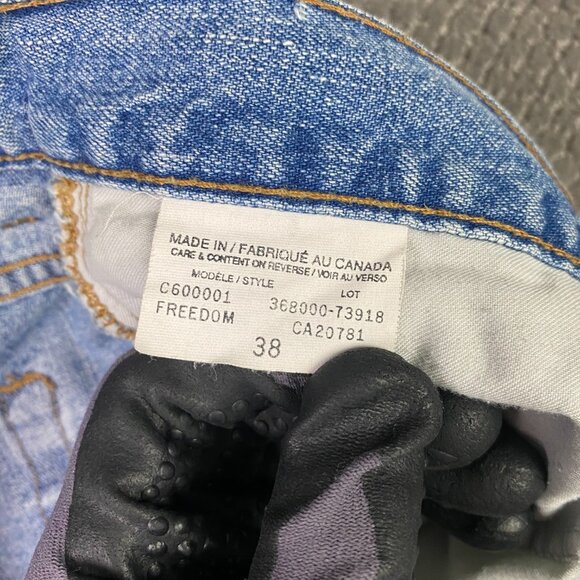 MADE IN / FABRIQUÉ AU CANADA
CARE & CONTENT ON REVERSE / VOIR AU VERSO
MODÈLE / STYLE LOT
C600001 368000-73918
FREEDOM CA20781
38